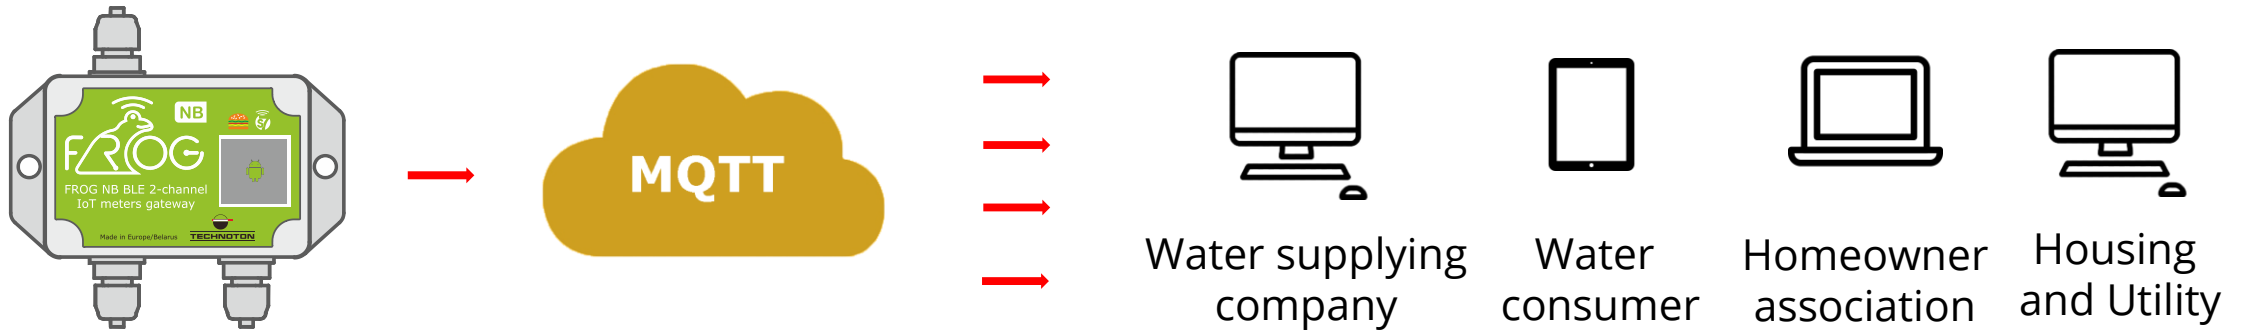 NB
FROG
FROG NB BLE 2-channel
IoT meters gateway
Made in Europe/Belarus
TECHNOTON
MQTT
Water supplying
company
Water
consumer
Homeowner
association
Housing
and Utility